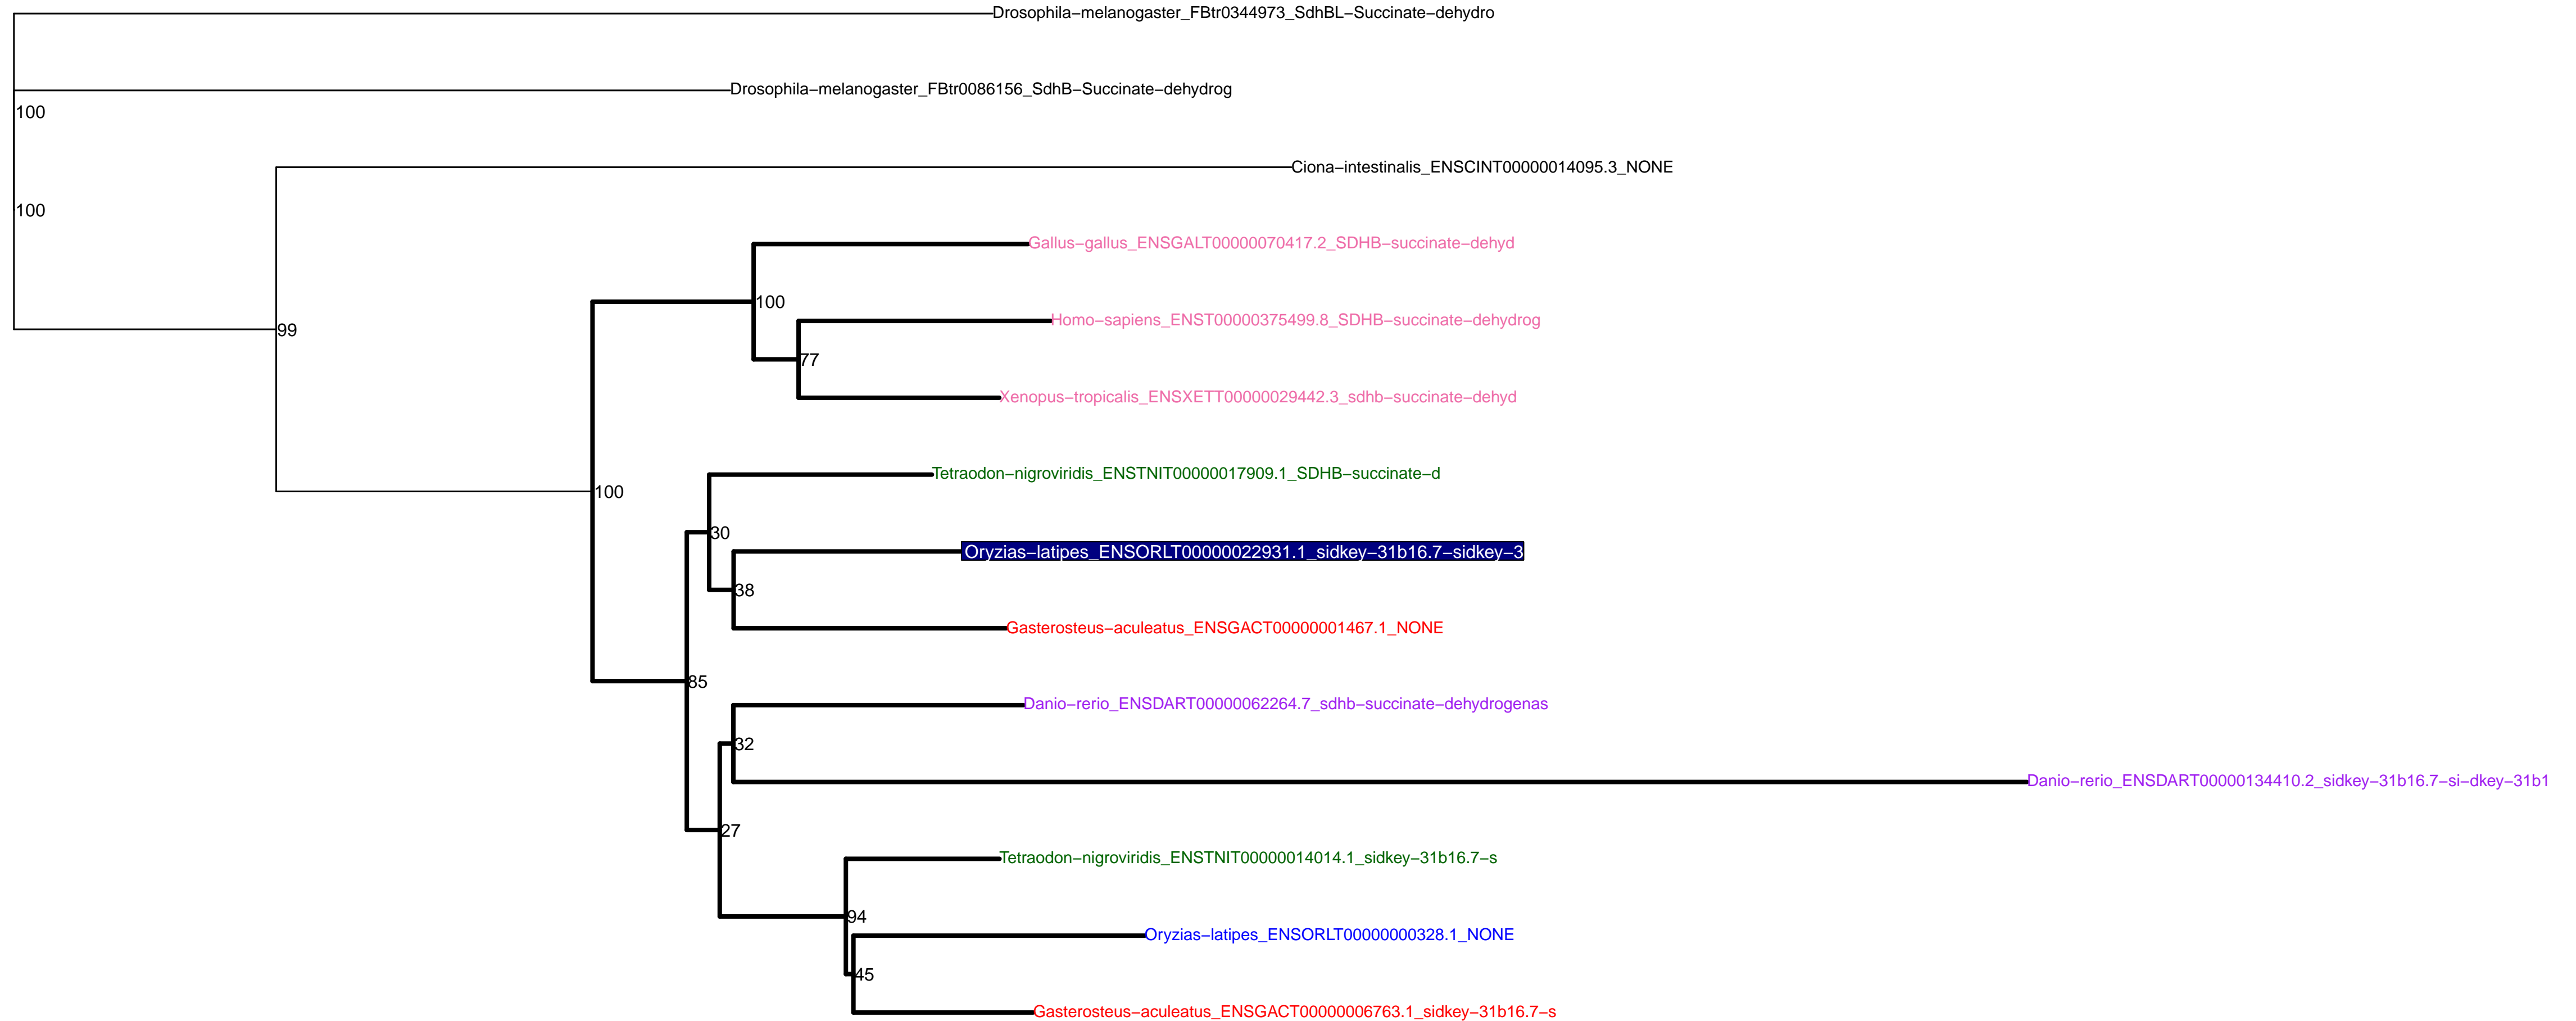 Drosophila−melanogaster_FBtr0344973_SdhBL−Succinate−dehydro
Drosophila−melanogaster_FBtr0086156_SdhB−Succinate−dehydrog
100
Ciona−intestinalis_ENSCINT00000014095.3_NONE
100
Gallus−gallus_ENSGALT00000070417.2_SDHB−succinate−dehyd
100
Homo−sapiens_ENST00000375499.8_SDHB−succinate−dehydrog
99
77
Xenopus−tropicalis_ENSXETT00000029442.3_sdhb−succinate−dehyd
Tetraodon−nigroviridis_ENSTNIT00000017909.1_SDHB−succinate−d
100
30
Oryzias−latipes_ENSORLT00000022931.1_sidkey−31b16.7−sidkey−3
38
Gasterosteus−aculeatus_ENSGACT00000001467.1_NONE
85
Danio−rerio_ENSDART00000062264.7_sdhb−succinate−dehydrogenas
32
Danio−rerio_ENSDART00000134410.2_sidkey−31b16.7−si−dkey−31b1
27
Tetraodon−nigroviridis_ENSTNIT00000014014.1_sidkey−31b16.7−s
94
Oryzias−latipes_ENSORLT00000000328.1_NONE
45
Gasterosteus−aculeatus_ENSGACT00000006763.1_sidkey−31b16.7−s